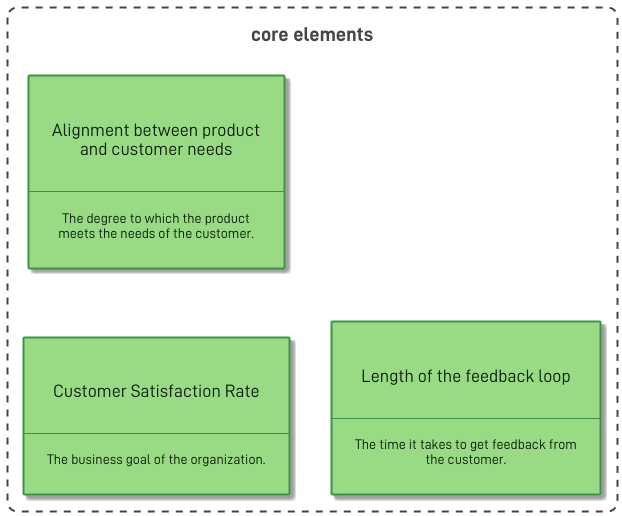 core elements
Alignment between product
and customer needs
The degree to which the product
meets the needs of the customer.
Customer Satisfaction Rate
The business goal of the organization.
Length of the feedback loop
The time it takes to get feedback from
the customer.